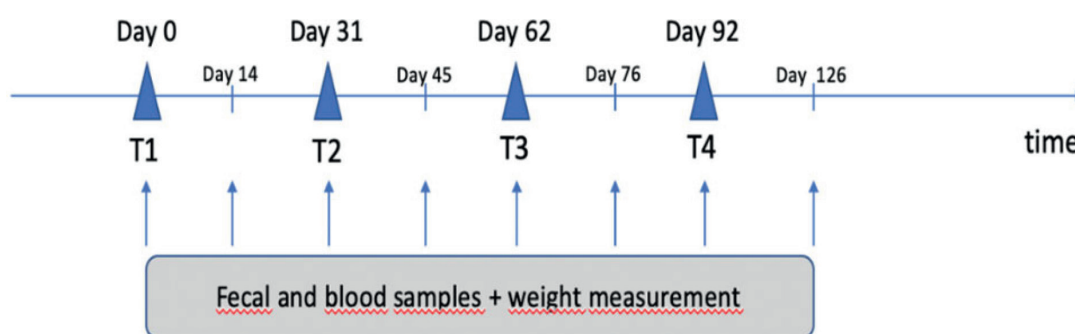 Day 0 Day 31 Day 62 Day 92
Day 14 Day 45 Day 76 Day 126
T1 T2 T3 T4 time
Fecal and blood samples + weight measurement